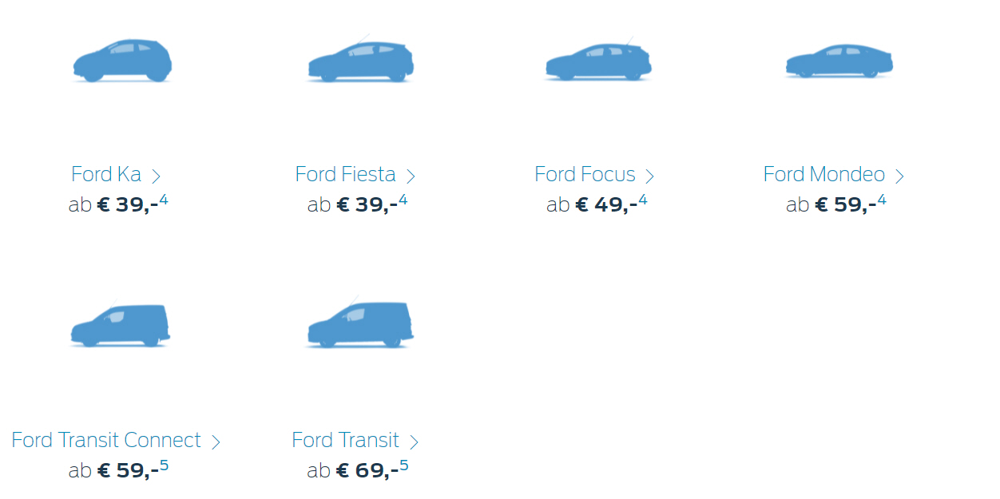 Ford Ka >
ab € 39,-4
Ford Fiesta >
ab € 39,-4
Ford Focus >
ab € 49,-4
Ford Mondeo >
ab € 59,-4
Ford Transit Connect >
ab € 59,-5
Ford Transit >
ab € 69,-5